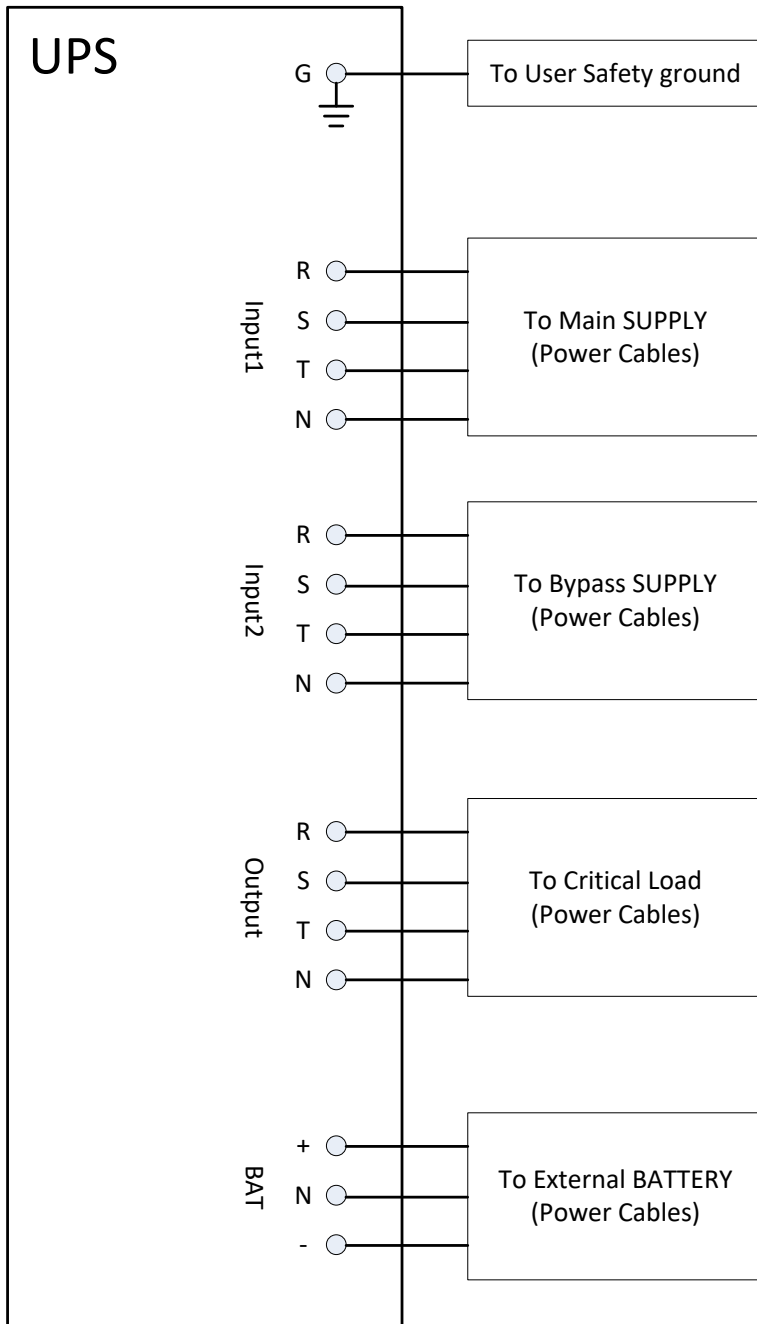 UPS
G
To User Safety ground
Input1
R
S
T
N
To Main SUPPLY
(Power Cables)
Input2
R
S
T
N
To Bypass SUPPLY
(Power Cables)
Output
R
S
T
N
To Critical Load
(Power Cables)
BAT
+
N
-
To External BATTERY
(Power Cables)